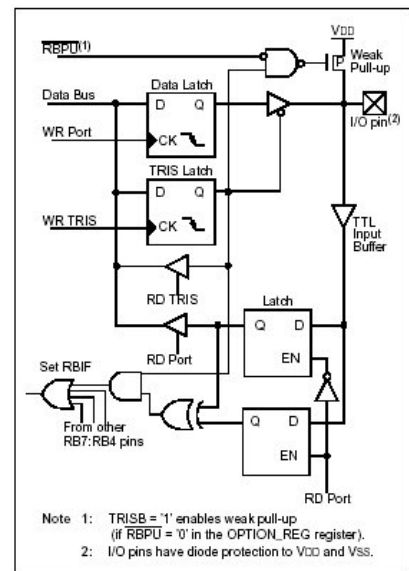 VDD
RBPU(1)
P
Weak
Pull-up
Data Bus
Data Latch
D Q
I/O pin(2)
WR Port
CK
TRIS Latch
D Q
WR TRIS
CK
TTL
Input
Buffer
RD TRIS
Latch
Q D
RD Port
EN
Set RBIF
Q D
From other
RB7:RB4 pins
EN
RD Port
Note 1: TRISB = '1' enables weak pull-up
(if RBPU = '0' in the OPTION_REG register).
2: I/O pins have diode protection to VDD and VSS.